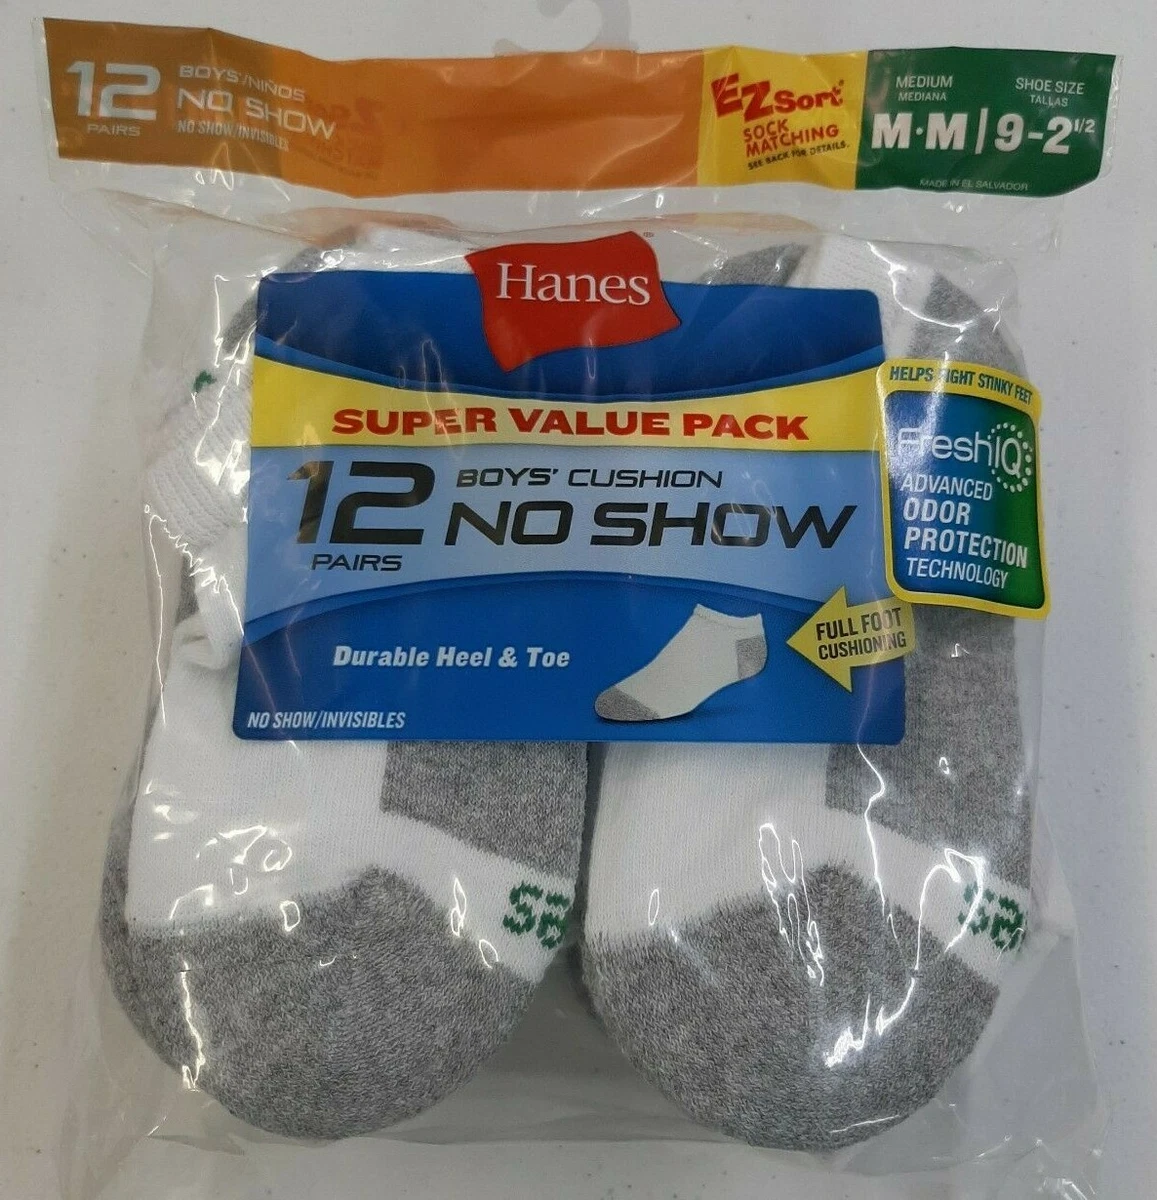 12
PAIRS
BOYS'/NIÑOS
NO SHOW
NO SHOW/INVISIBLES
EZ Sort®
SOCK
MATCHING
SEE BACK FOR DETAILS.
MEDIUM
MEDIANA
SHOE SIZE
TALLAS
M·M | 9-2 1/2
MADE IN EL SALVADOR
Hanes®
SUPER VALUE PACK
12
PAIRS
BOYS' CUSHION
NO SHOW
HELPS FIGHT STINKY FEET
FreshIQ
ADVANCED
ODOR
PROTECTION
TECHNOLOGY
FULL FOOT
CUSHIONING
Durable Heel & Toe
NO SHOW/INVISIBLES